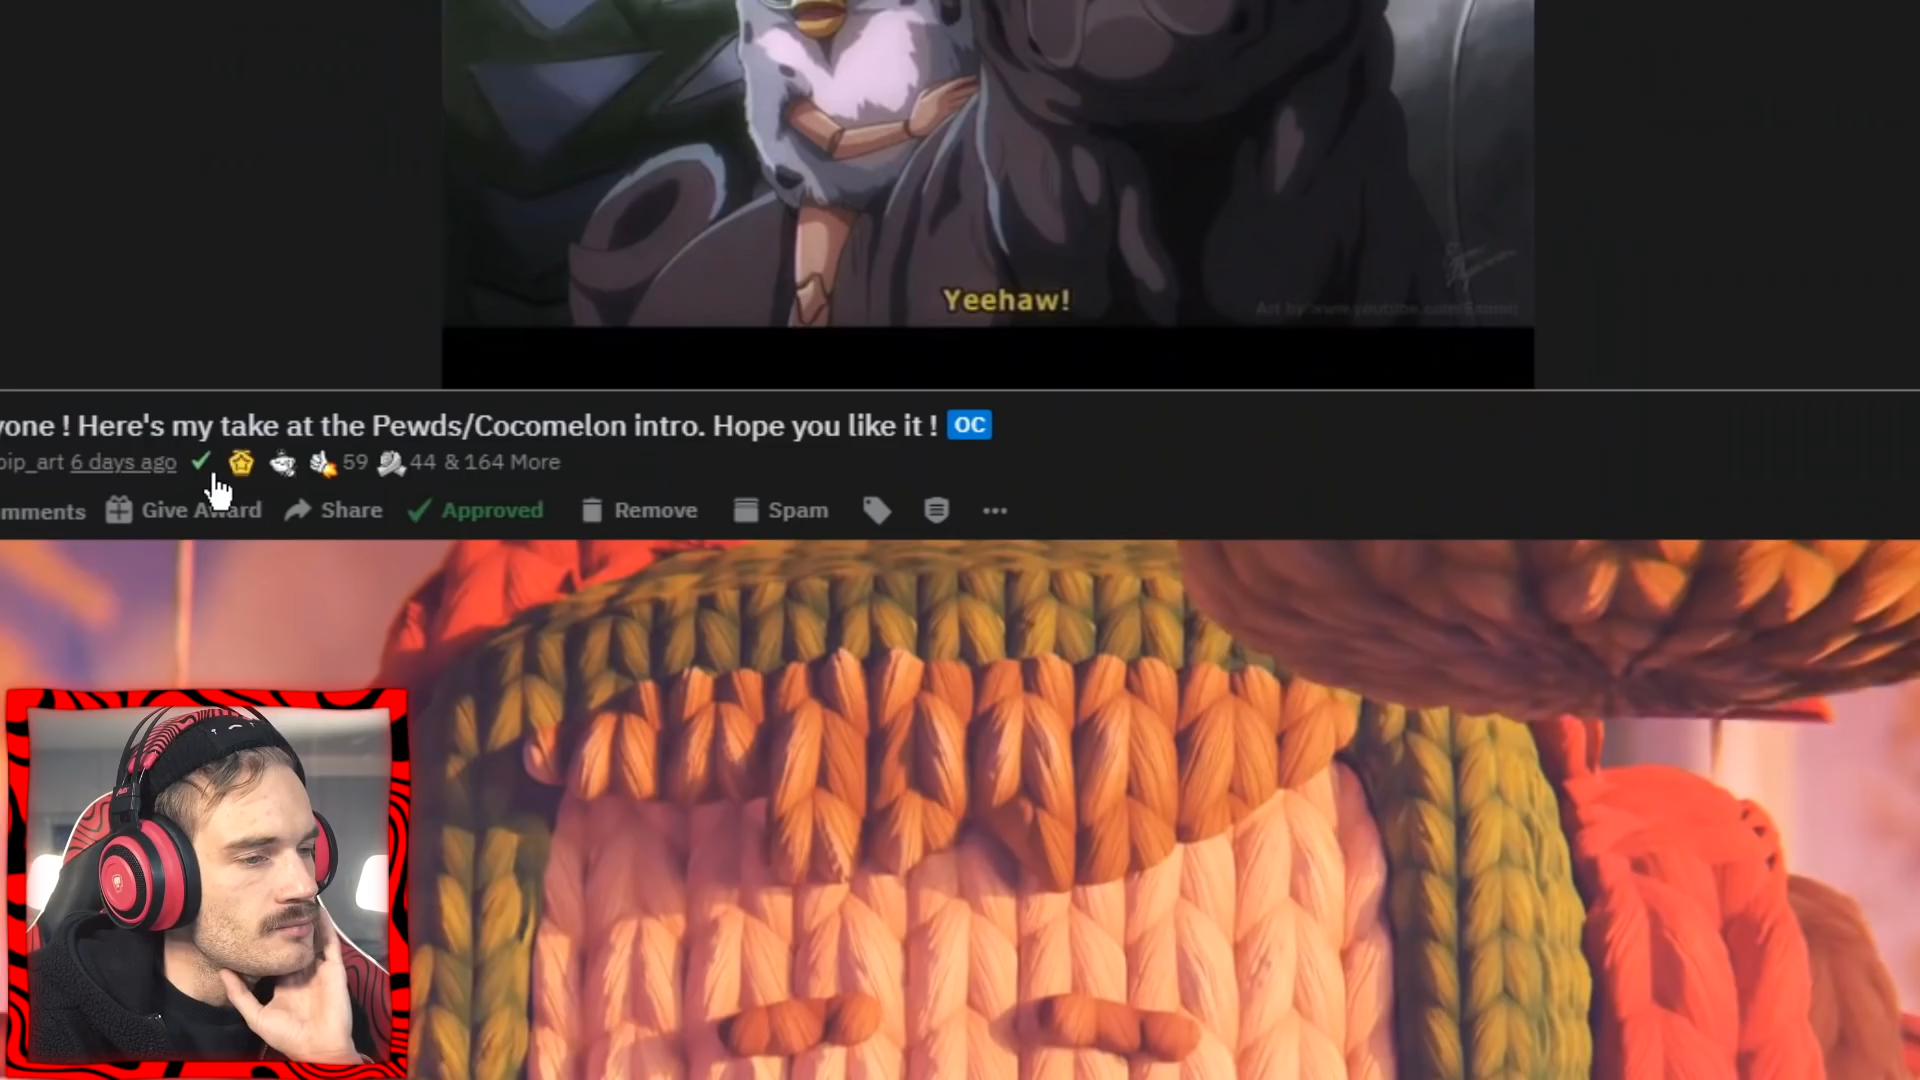 Yeehaw!
yone ! Here's my take at the Pewds/Cocomelon intro. Hope you like it ! OC
oip_art 6 days ago 59 44 & 164 More
mments Give Award Share Approved Remove Spam